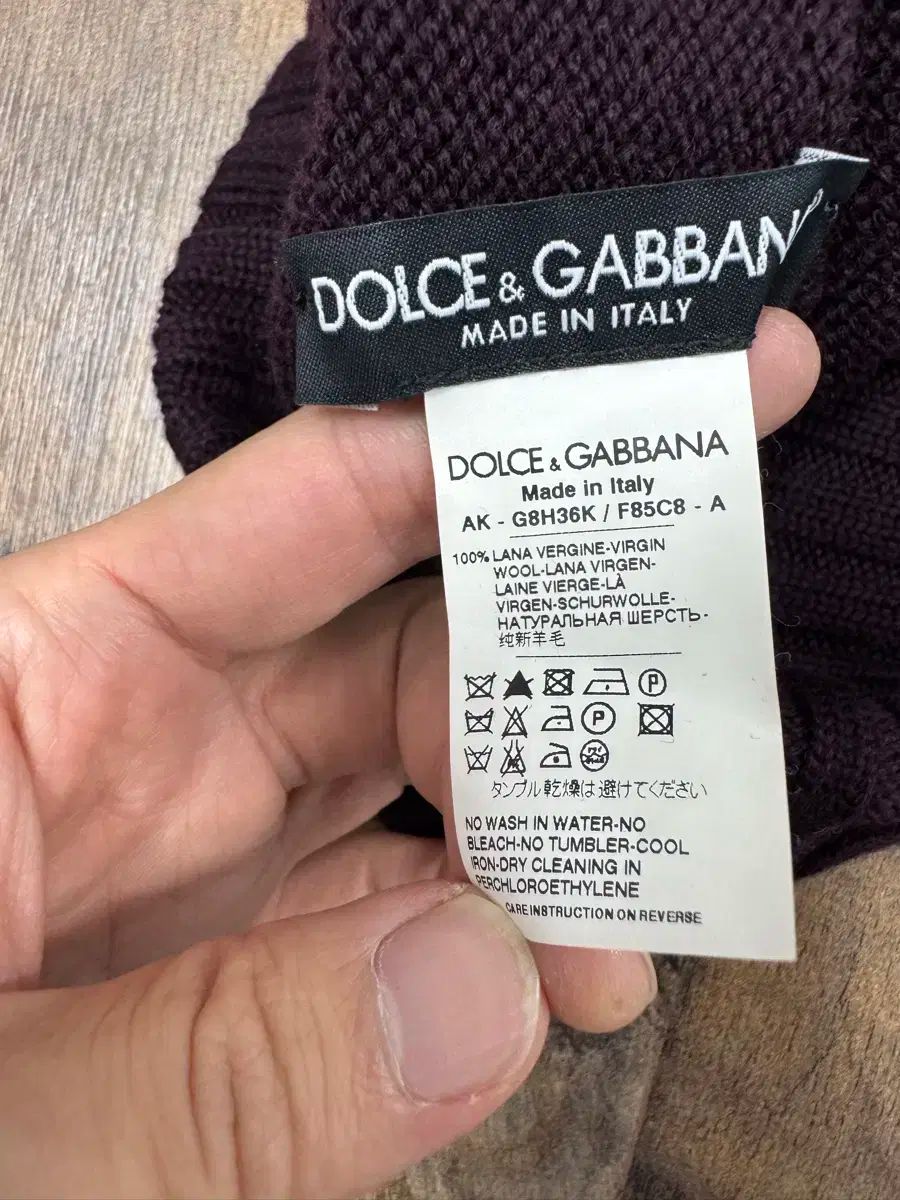 DOLCE & GABBAN
MADE IN ITALY
DOLCE & GABBANA
Made in Italy
AK - G8H36K / F85C8 - A
100% LANA VERGINE-VIRGIN
WOOL-LANA VIRGEN-
LAINE VIERGE-LÀ
VIRGEN-SCHURWOLLE-
НАТУРАЛЬНАЯ ШЕРСТЬ-
纯新羊毛
P
P
タンブル乾燥は避けてください
NO WASH IN WATER-NO
BLEACH-NO TUMBLER-COOL
IRON-DRY CLEANING IN
PERCHLOROETHYLENE
CARE INSTRUCTION ON REVERSE